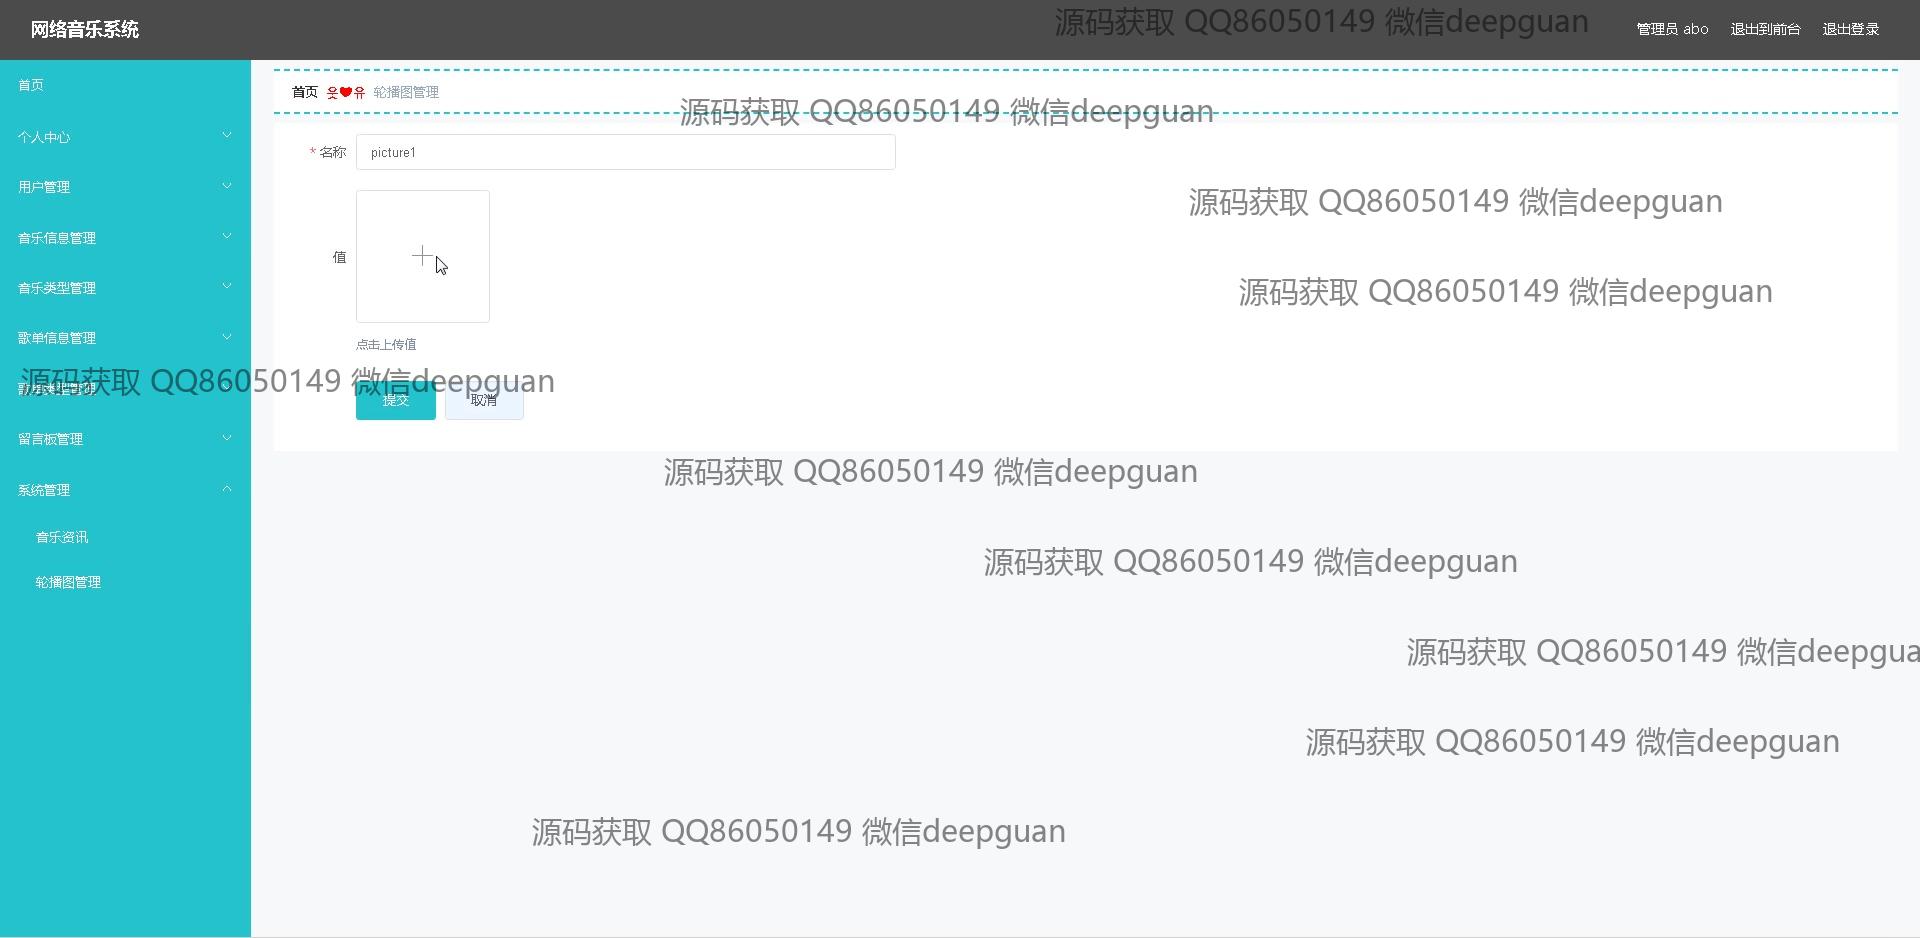 网络音乐系统
源码获取 QQ86050149 微信deepguan
管理员 abo
退出到前台
退出登录
首页
个人中心
用户管理
音乐信息管理
音乐类型管理
歌单信息管理
歌单类型管理
留言板管理
系统管理
音乐资讯
轮播图管理
首页 웃❤유 轮播图管理
源码获取 QQ86050149 微信deepguan
* 名称 picture1
源码获取 QQ86050149 微信deepguan
值
源码获取 QQ86050149 微信deepguan
点击上传值
源码获取 QQ86050149 微信deepguan
提交 取消
源码获取 QQ86050149 微信deepguan
源码获取 QQ86050149 微信deepguan
源码获取 QQ86050149 微信deepgua
源码获取 QQ86050149 微信deepguan
源码获取 QQ86050149 微信deepguan